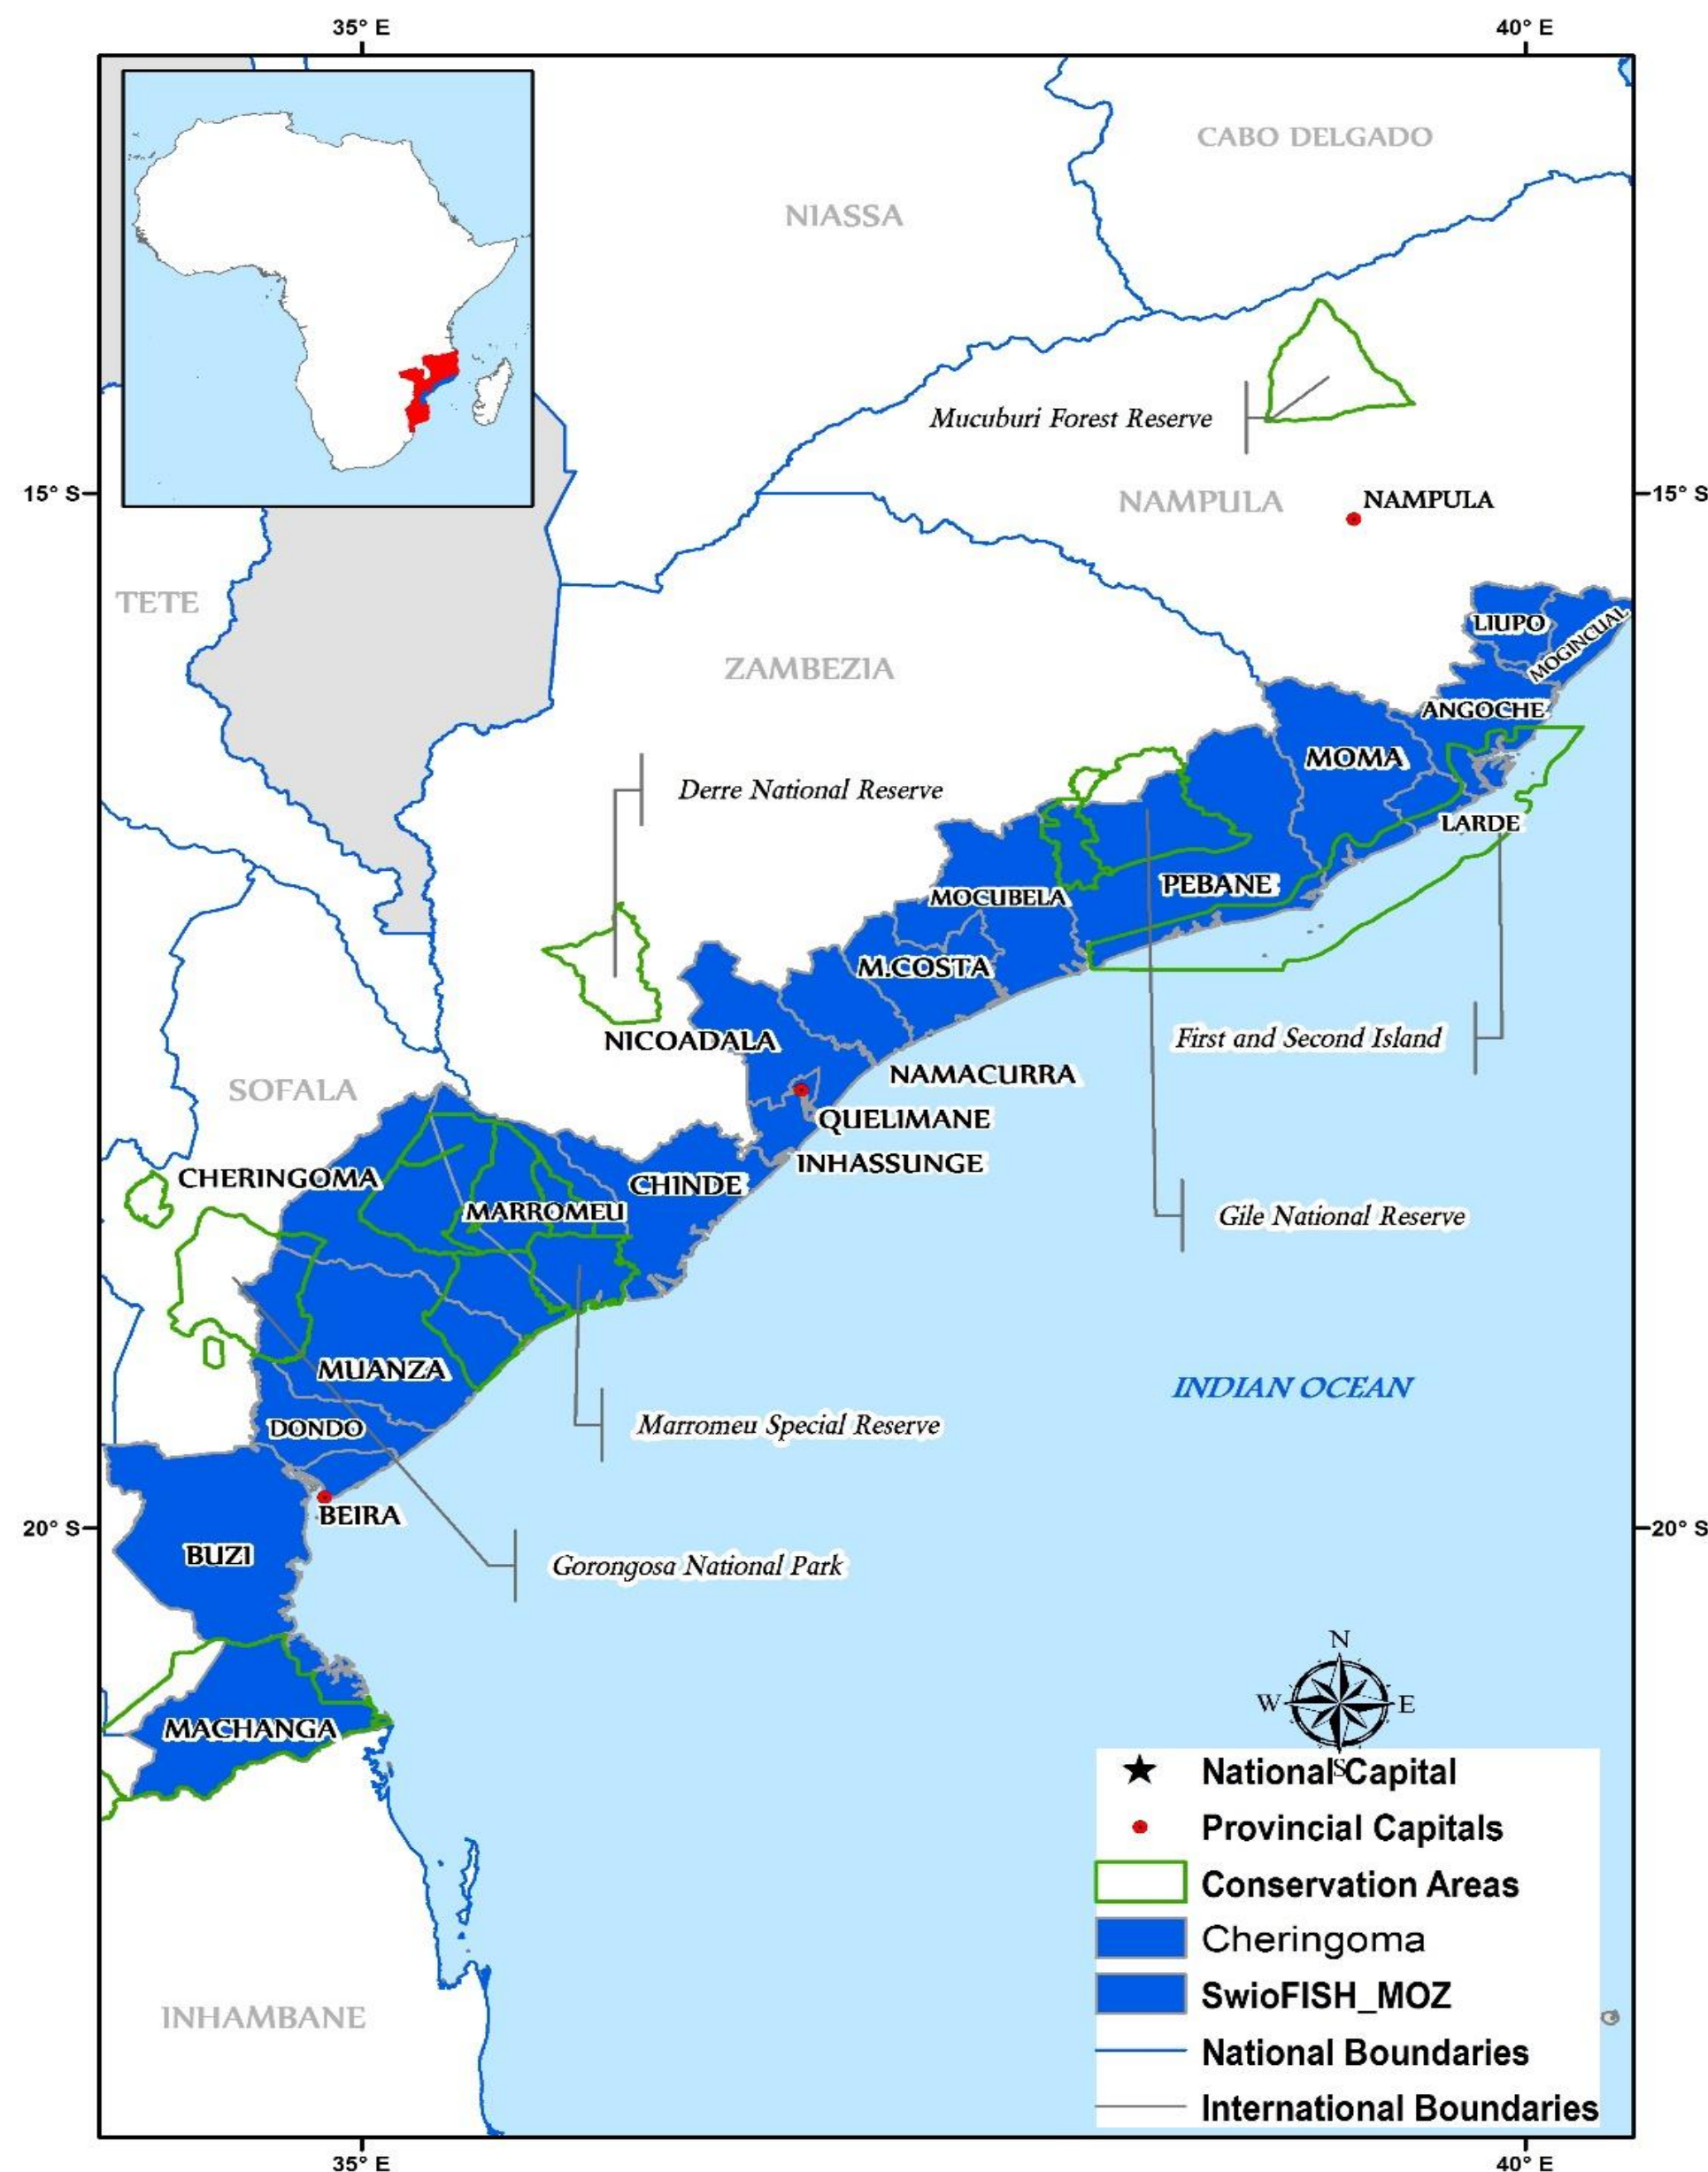 35° E
40° E
CABO DELGADO
NIASSA
Mucuburi Forest Reserve
15° S
15° S
NAMPULA
NAMPULA
TETE
LIUPO
MOGINCUAL
ZAMBEZIA
ANGOCHE
MOMA
Derre National Reserve
LARDE
PEBANE
MOCUBELA
M.COSTA
First and Second Island
NICOADALA
NAMACURRA
SOFALA
QUELIMANE
INHASSUNGE
CHERINGOMA
CHINDE
MARROMEU
Gile National Reserve
MUANZA
INDIAN OCEAN
Marromeu Special Reserve
DONDO
BEIRA
20° S
20° S
BUZI
Gorongosa National Park
N
W
E
S
MACHANGA
National Capital
Provincial Capitals
Conservation Areas
Cheringoma
SwioFISH_MOZ
National Boundaries
International Boundaries
INHAMBANE
35° E
40° E